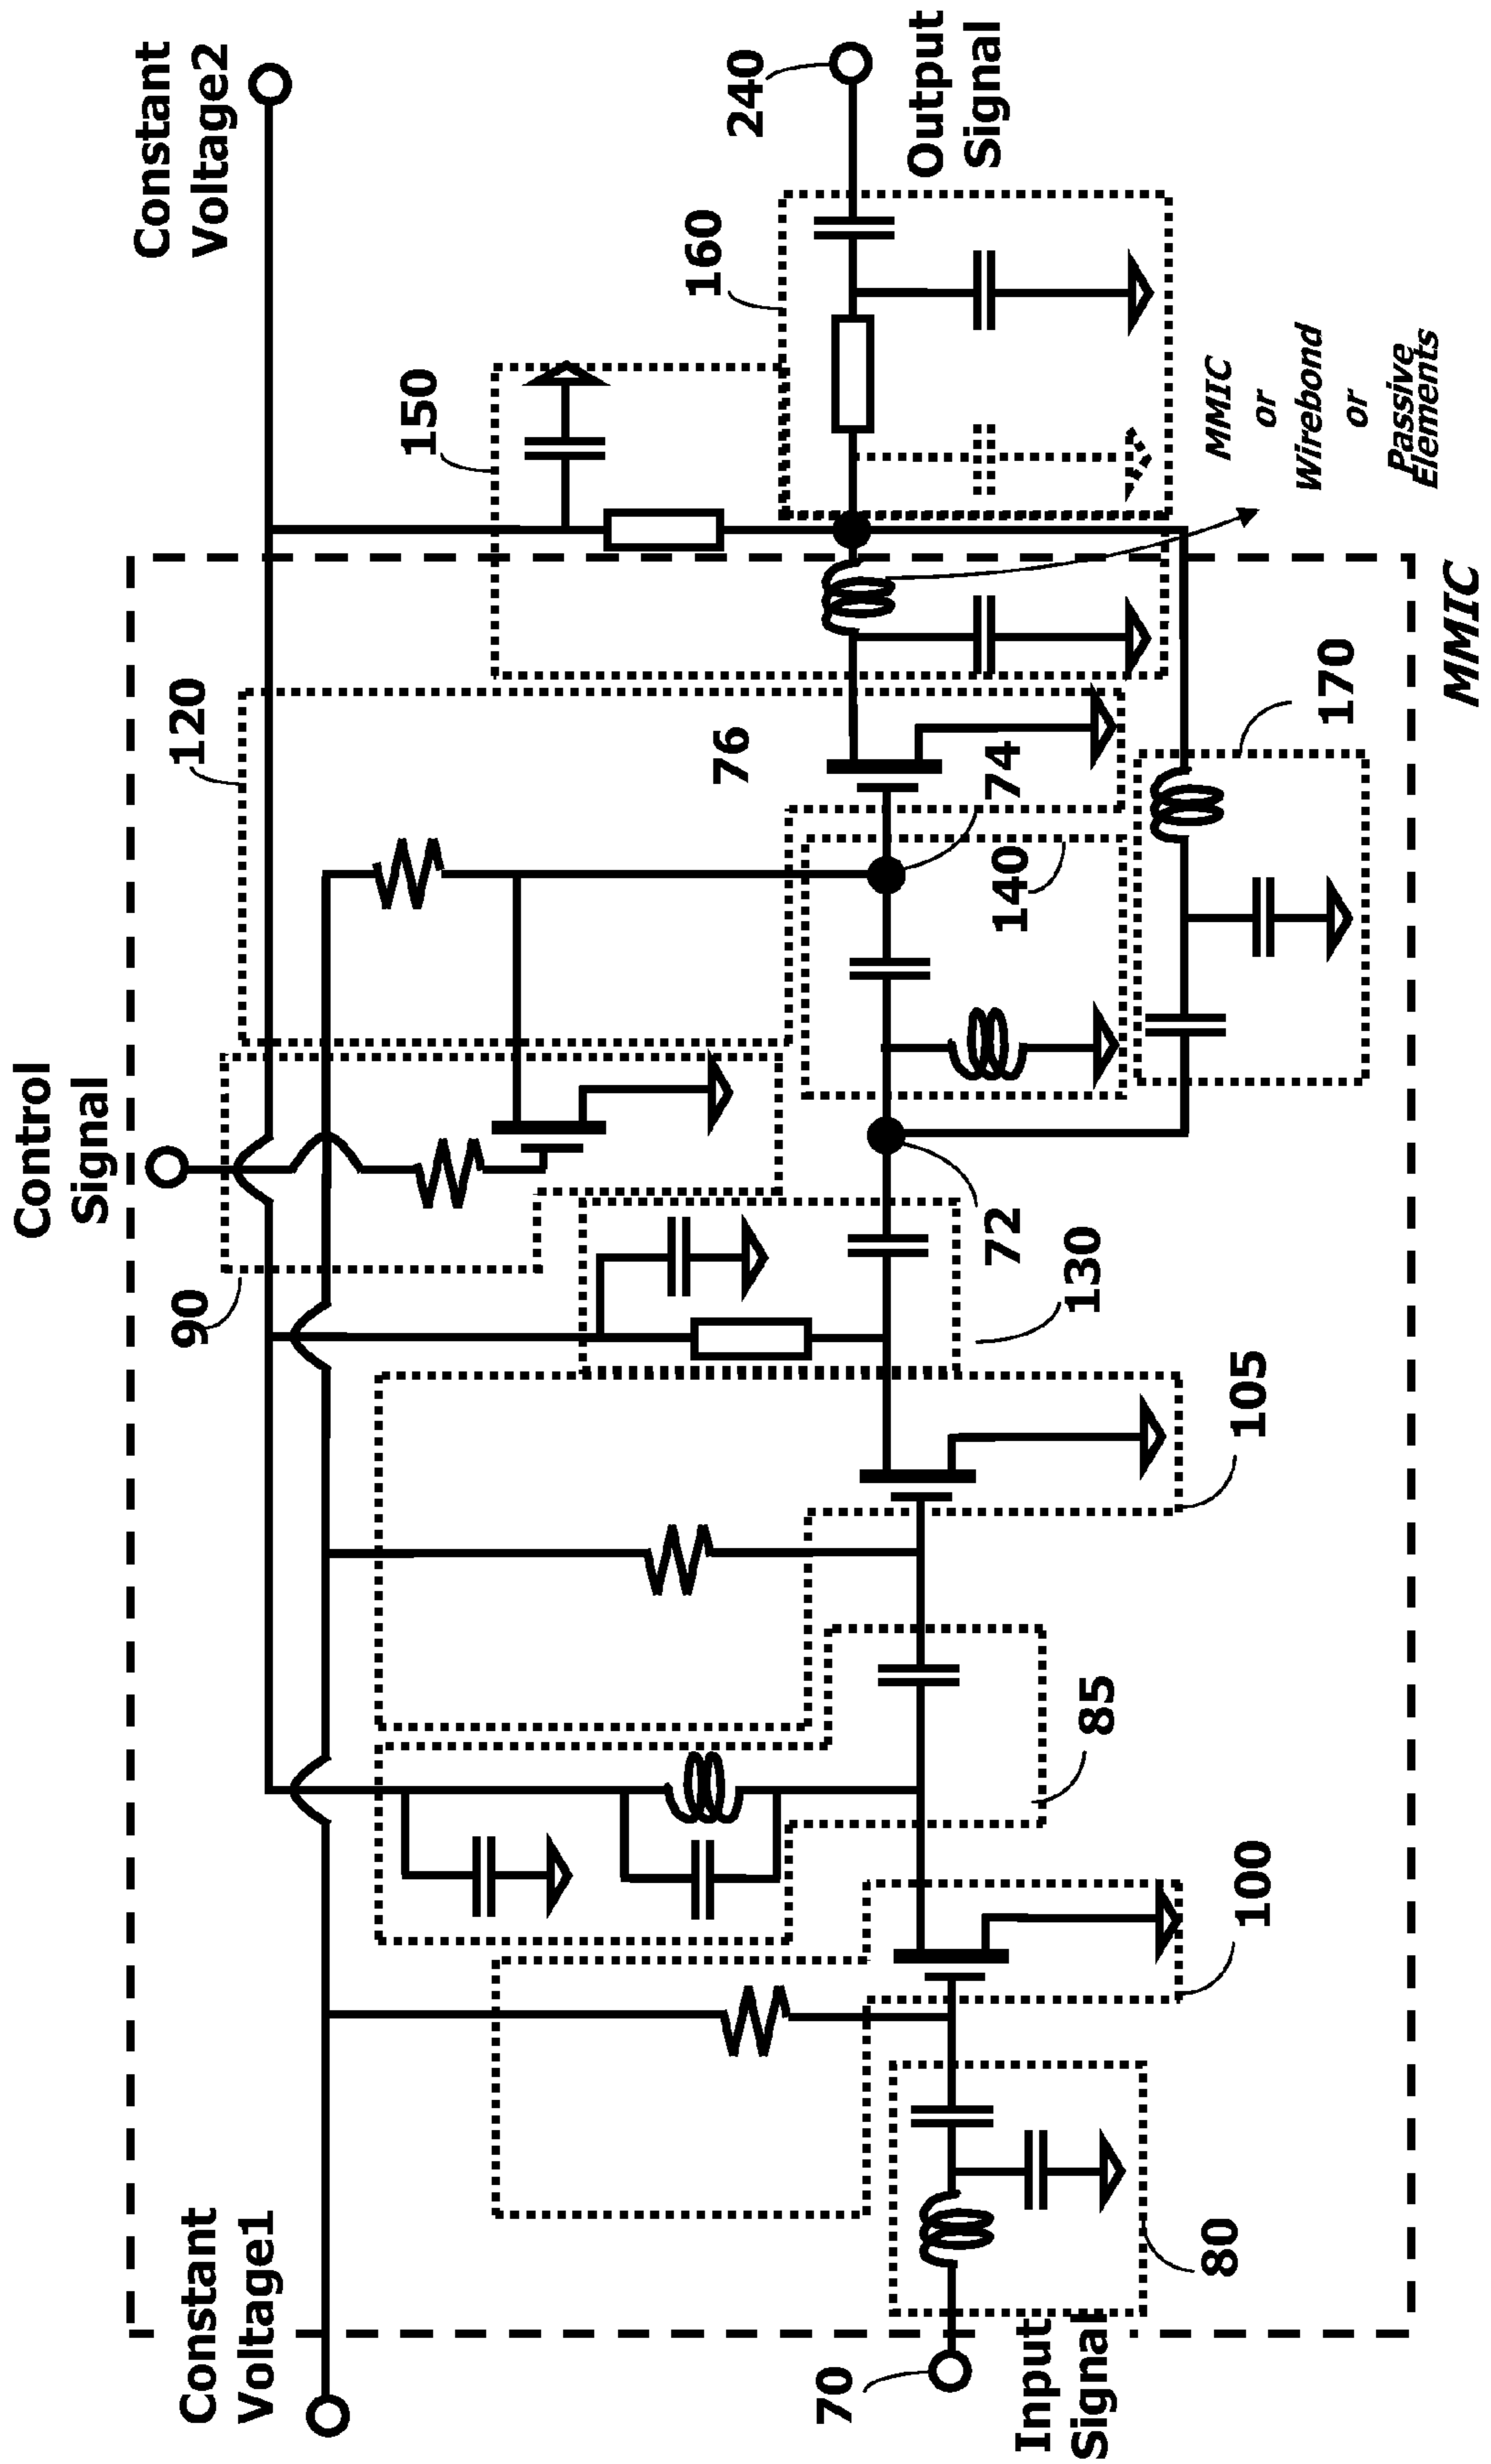 Control
Signal
Constant
Voltage1
Constant
Voltage2
90
120
150
160
240
Output
Signal
76
74
140
72
130
105
85
100
80
170
70
Input
Signal
MMIC
or
Wirebond
or
Passive
Elements
MMIC